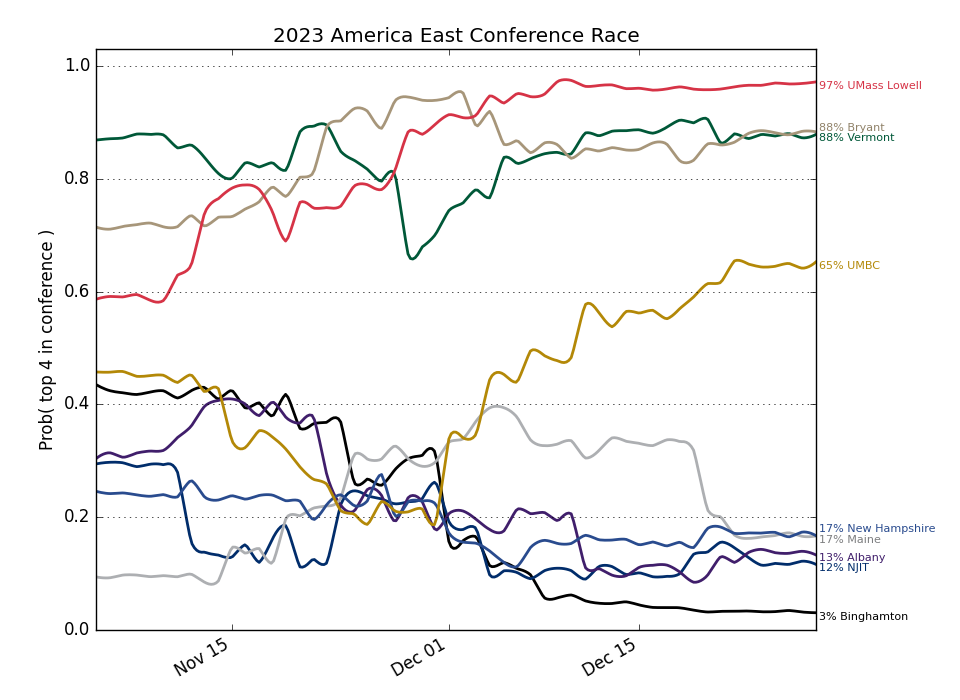 2023 America East Conference Race
Prob( top 4 in conference )
1.0
0.8
0.6
0.4
0.2
0.0
Nov 15
Dec 01
Dec 15
97% UMass Lowell
88% Bryant
88% Vermont
65% UMBC
17% New Hampshire
17% Maine
13% Albany
12% NJIT
3% Binghamton